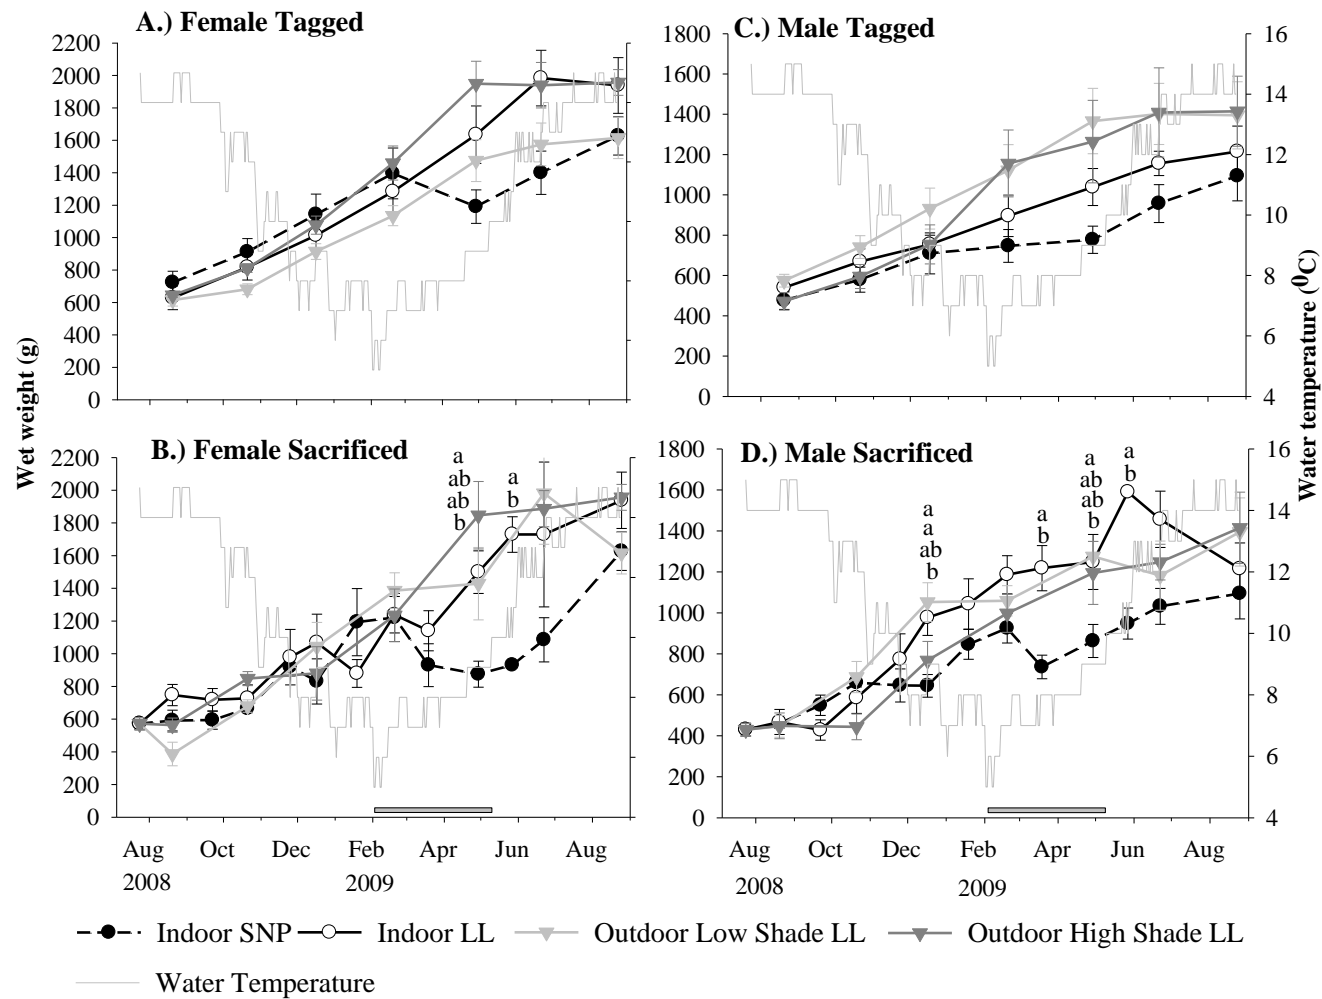 A.) Female Tagged
2200
2000
1800
1600
1400
1200
1000
800
600
400
200
0
C.) Male Tagged
1800
1600
1400
1200
1000
800
600
400
200
0
16
14
12
10
8
6
4
Wet weight (g)
Water temperature (⁰C)
B.) Female Sacrificed
2200
2000
1800
1600
1400
1200
1000
800
600
400
200
0
a
ab
ab
b
a
b
Aug Oct Dec Feb Apr Jun Aug
2008 2009
D.) Male Sacrificed
1800
1600
1400
1200
1000
800
600
400
200
0
a
a
ab
b
a
b
a
ab
ab
b
a
b
16
14
12
10
8
6
4
Aug Oct Dec Feb Apr Jun Aug
2008 2009
Indoor SNP Indoor LL Outdoor Low Shade LL Outdoor High Shade LL
Water Temperature